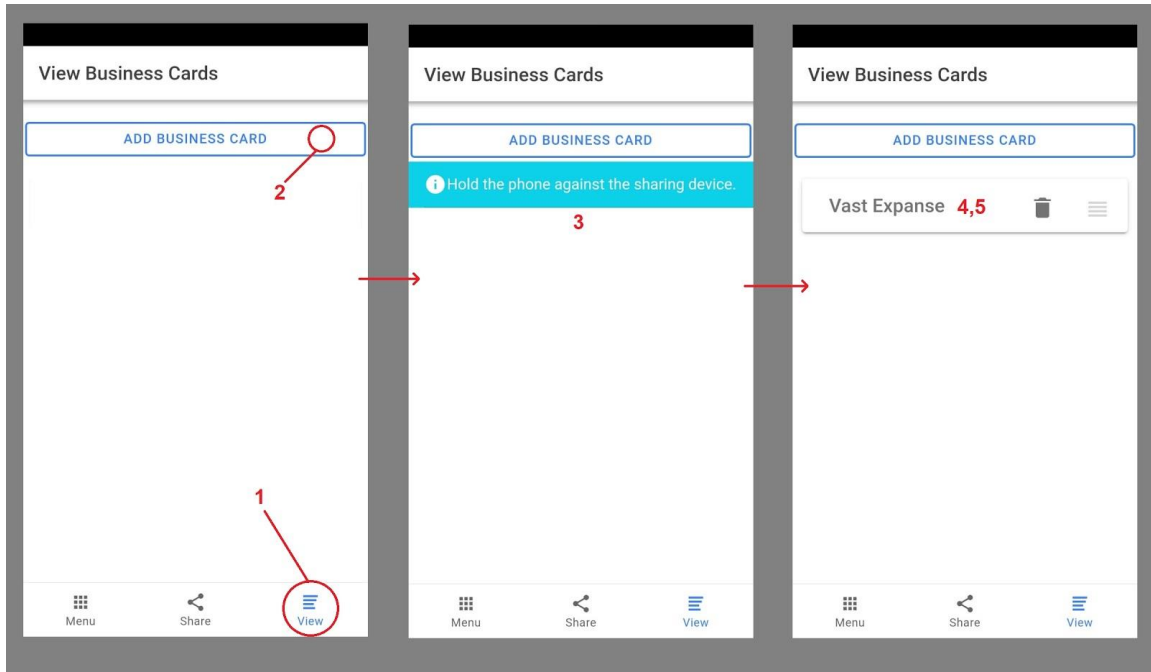 View Business Cards
ADD BUSINESS CARD
2
1
Menu
Share
View
View Business Cards
ADD BUSINESS CARD
Hold the phone against the sharing device.
3
Menu
Share
View
View Business Cards
ADD BUSINESS CARD
Vast Expanse 4,5
Menu
Share
View